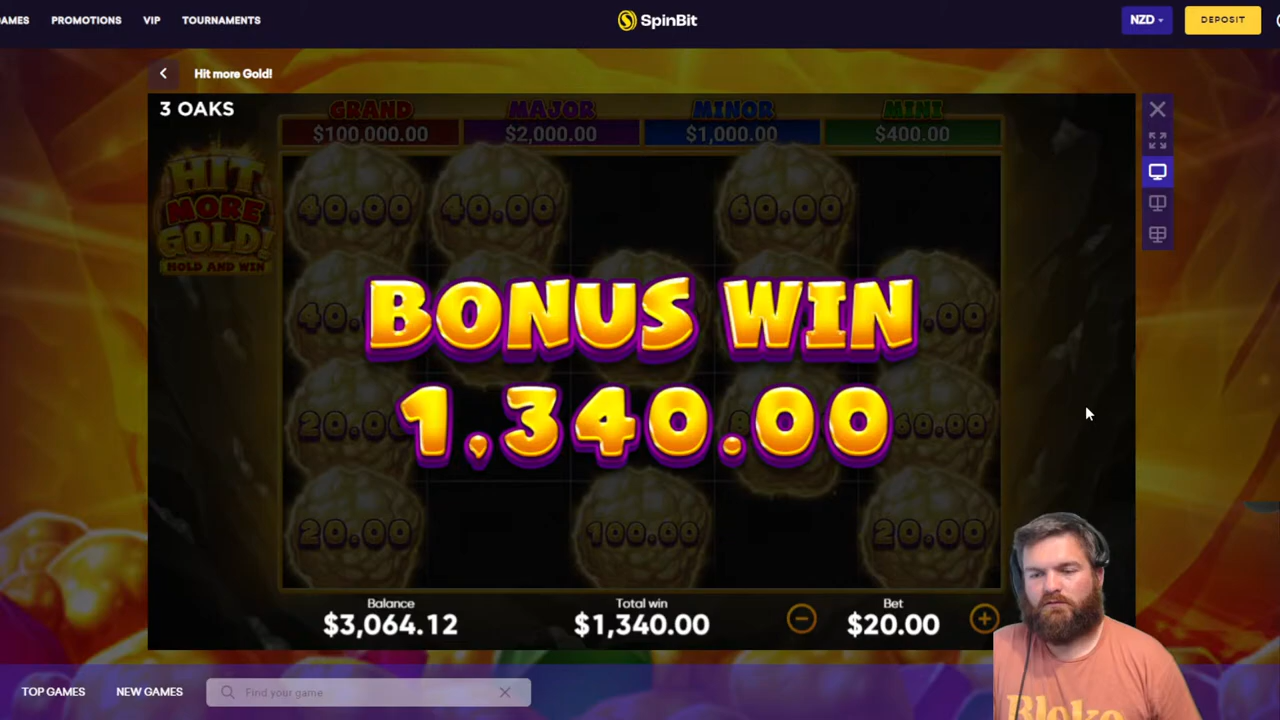 AMES PROMOTIONS VIP TOURNAMENTS SpinBit NZD DEPOSIT
Hit more Gold!
3 OAKS
GRAND MAJOR MINOR MINI
$100,000.00 $2,000.00 $1,000.00 $400.00
HIT
MORE
GOLD!
HOLD AND WIN
40.00 40.00 60.00
BONUS WIN
1,340.00
20.00 100.00 20.00
Balance Total win Bet
$3,064.12 $1,340.00 $20.00
TOP GAMES NEW GAMES Find your game
Bloke